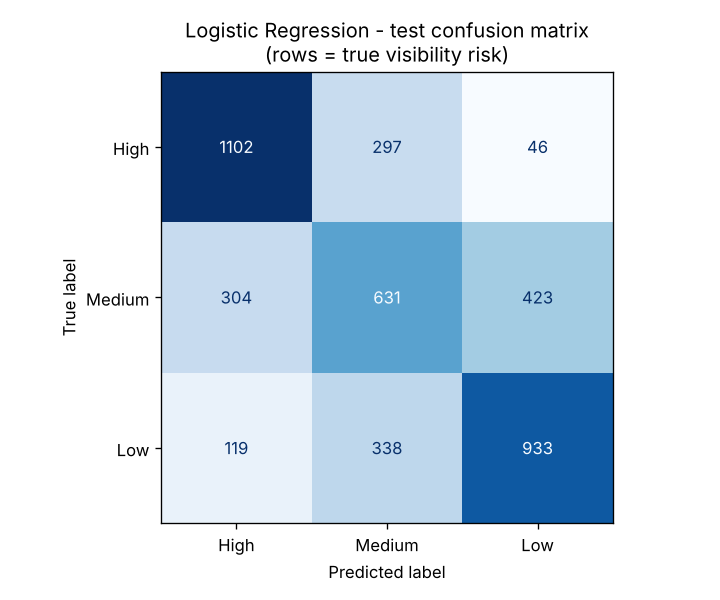 Logistic Regression - test confusion matrix
(rows = true visibility risk)
High
1102
297
46
Medium
304
631
423
Low
119
338
933
True label
High
Medium
Low
Predicted label